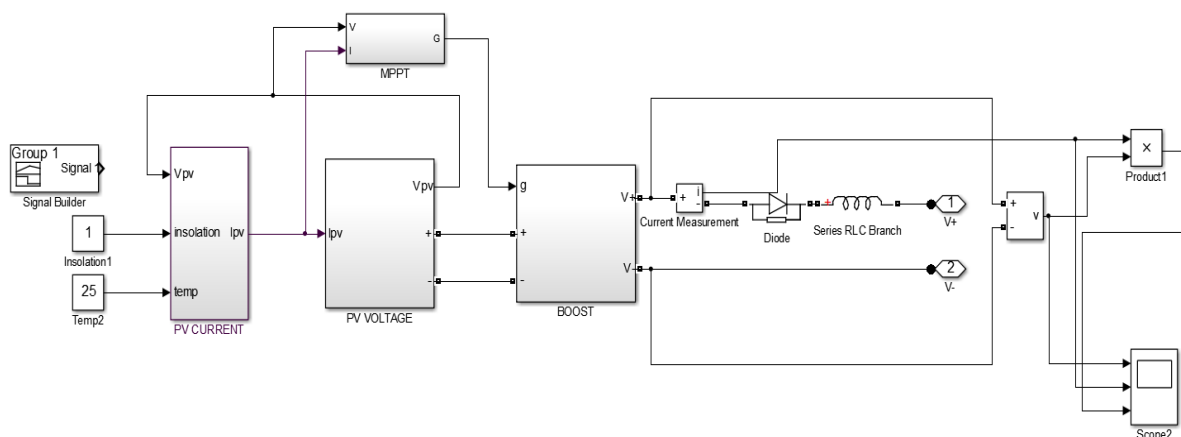 V
I
G
MPPT
Group 1
Signal 1
Signal Builder
Vpv
insolation
Ipv
temp
PV CURRENT
1
Insolation1
25
Temp2
Vpv
Ipv
+
-
PV VOLTAGE
g
+
-
V+
V-
BOOST
+
i
-
Current Measurement
Diode
+
Series RLC Branch
1
V+
2
V-
+
-
v
×
Product1
Scope2